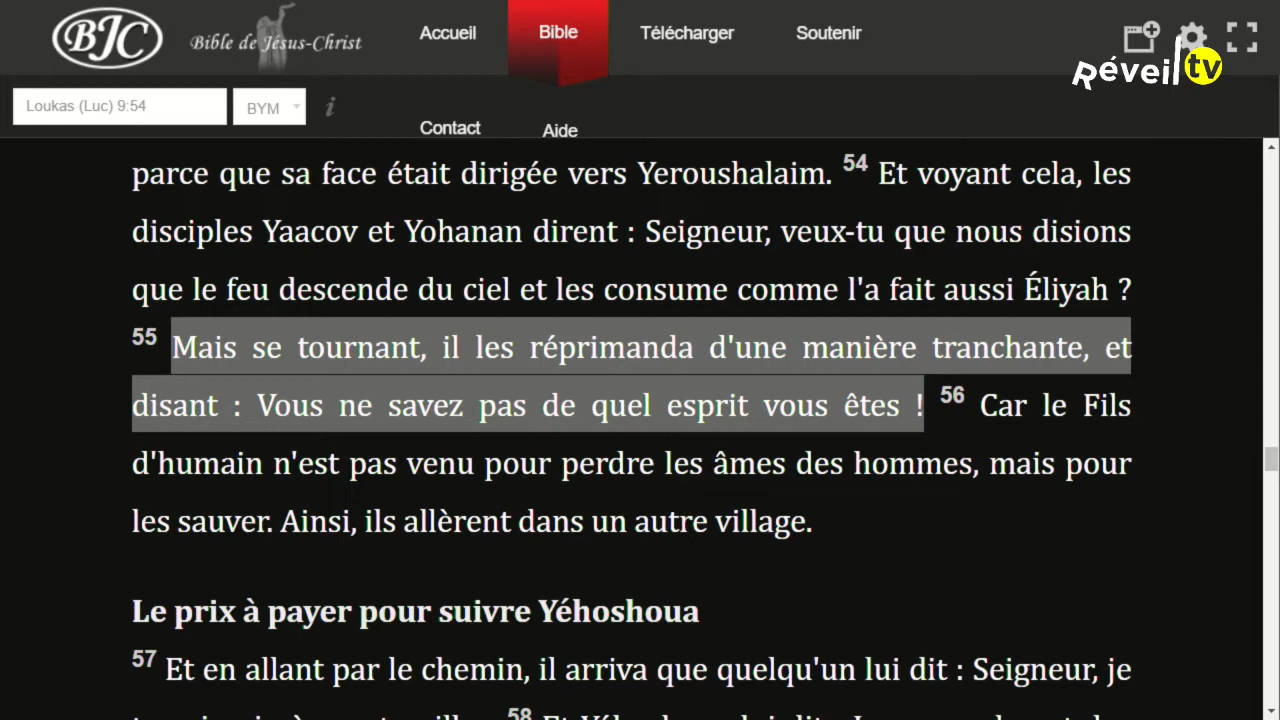 BJC
Bible de Jésus-Christ
Accueil
Bible
Télécharger
Soutenir
Réveil tv
Loukas (Luc) 9:54
BYM
i
Contact
Aide
parce que sa face était dirigée vers Yeroushalaim. 54 Et voyant cela, les
disciples Yaacov et Yohanan dirent : Seigneur, veux-tu que nous disions
que le feu descende du ciel et les consume comme l'a fait aussi Éliyah ?
55 Mais se tournant, il les réprimanda d'une manière tranchante, et
disant : Vous ne savez pas de quel esprit vous êtes ! 56 Car le Fils
d'humain n'est pas venu pour perdre les âmes des hommes, mais pour
les sauver. Ainsi, ils allèrent dans un autre village.
Le prix à payer pour suivre Yéhoshoua
57 Et en allant par le chemin, il arriva que quelqu'un lui dit : Seigneur, je
58